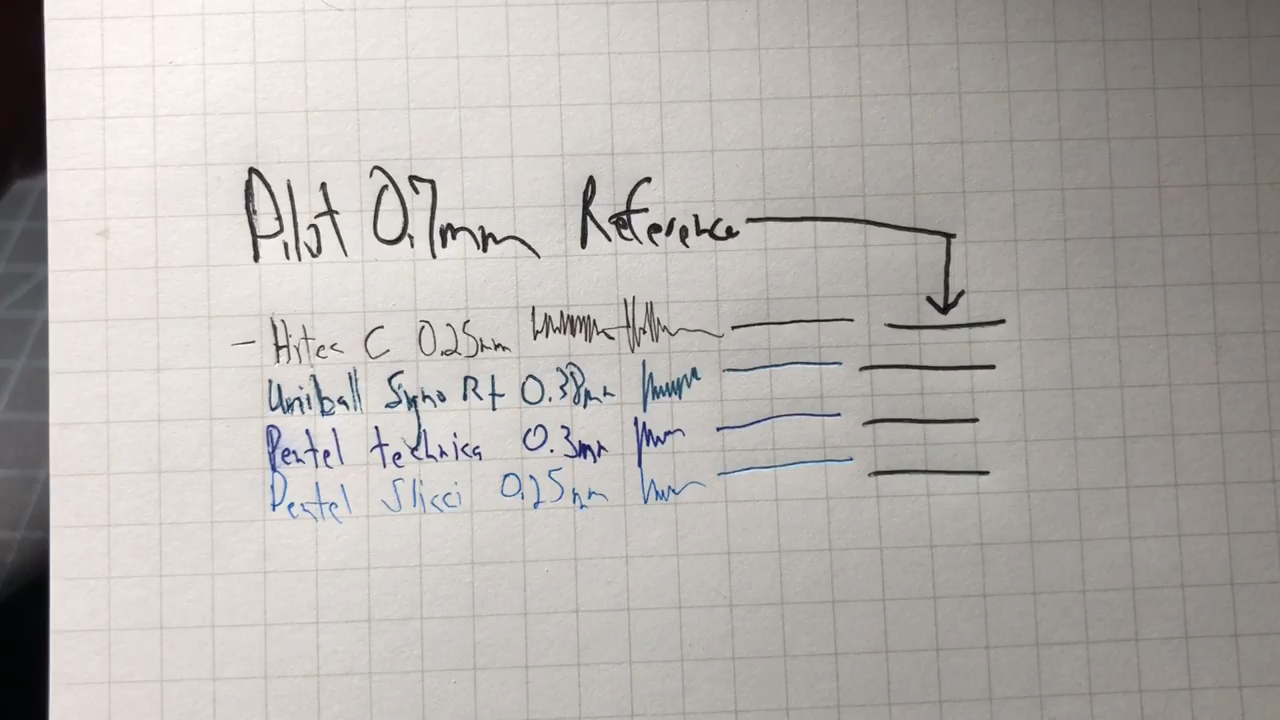 Pilot 0.7mm Reference
- Hitec C 0.25mm
Uniball Signo Rt 0.38mm
Pentel technica 0.3mm
Pentel Slicci 0.25mm